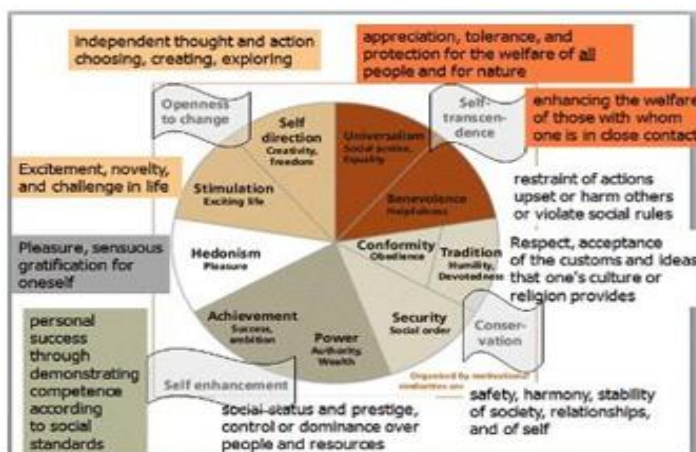 independent thought and action
choosing, creating, exploring
appreciation, tolerance, and
protection for the welfare of all
people and for nature
Openness
to change
Self-
transcen-
dence
enhancing the welfare
of those with whom
one is in close contact
Self
direction
Creativity,
freedom
Universalism
Social justice,
Equality
Excitement, novelty,
and challenge in life
Stimulation
Exciting life
Benevolence
Helpfulness
restraint of actions
upset or harm others
or violate social rules
Pleasure, sensuous
gratification for
oneself
Hedonism
Pleasure
Conformity
Obedience
Tradition
Humility,
Devotedness
Respect, acceptance
of the customs and ideas
that one's culture or
religion provides
personal
success
through
demonstrating
competence
according
to social
standards
Achievement
Success,
ambition
Power
Authority,
Wealth
Security
Social order
Conser-
vation
Self enhancement
Organized by motivational
similarities
social status and prestige,
control or dominance over
people and resources
safety, harmony, stability
of society, relationships,
and of self